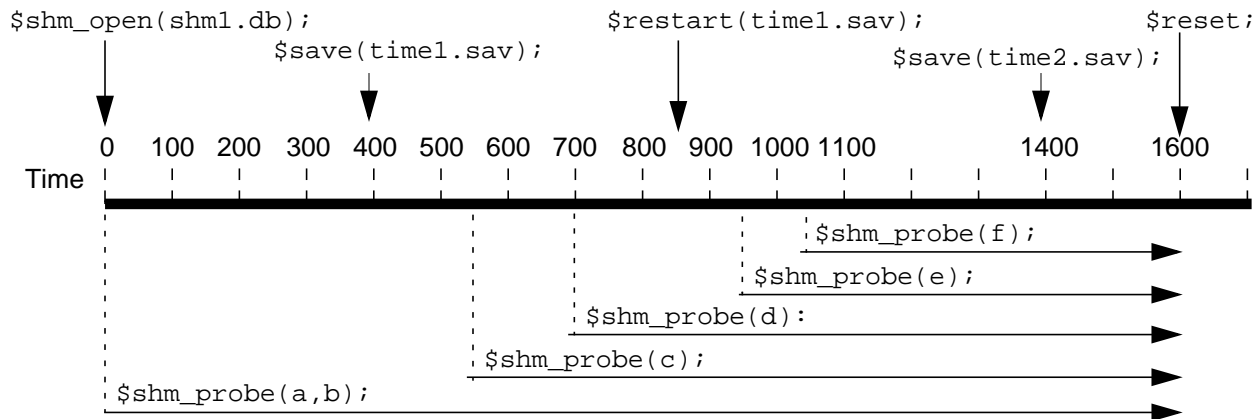 $shm_open(shm1.db);
$restart(time1.sav);
$reset;
$save(time1.sav);
$save(time2.sav);
0 100 200 300 400 500 600 700 800 900 1000 1100 1400 1600
Time
$shm_probe(f);
$shm_probe(e);
$shm_probe(d):
$shm_probe(c);
$shm_probe(a,b);